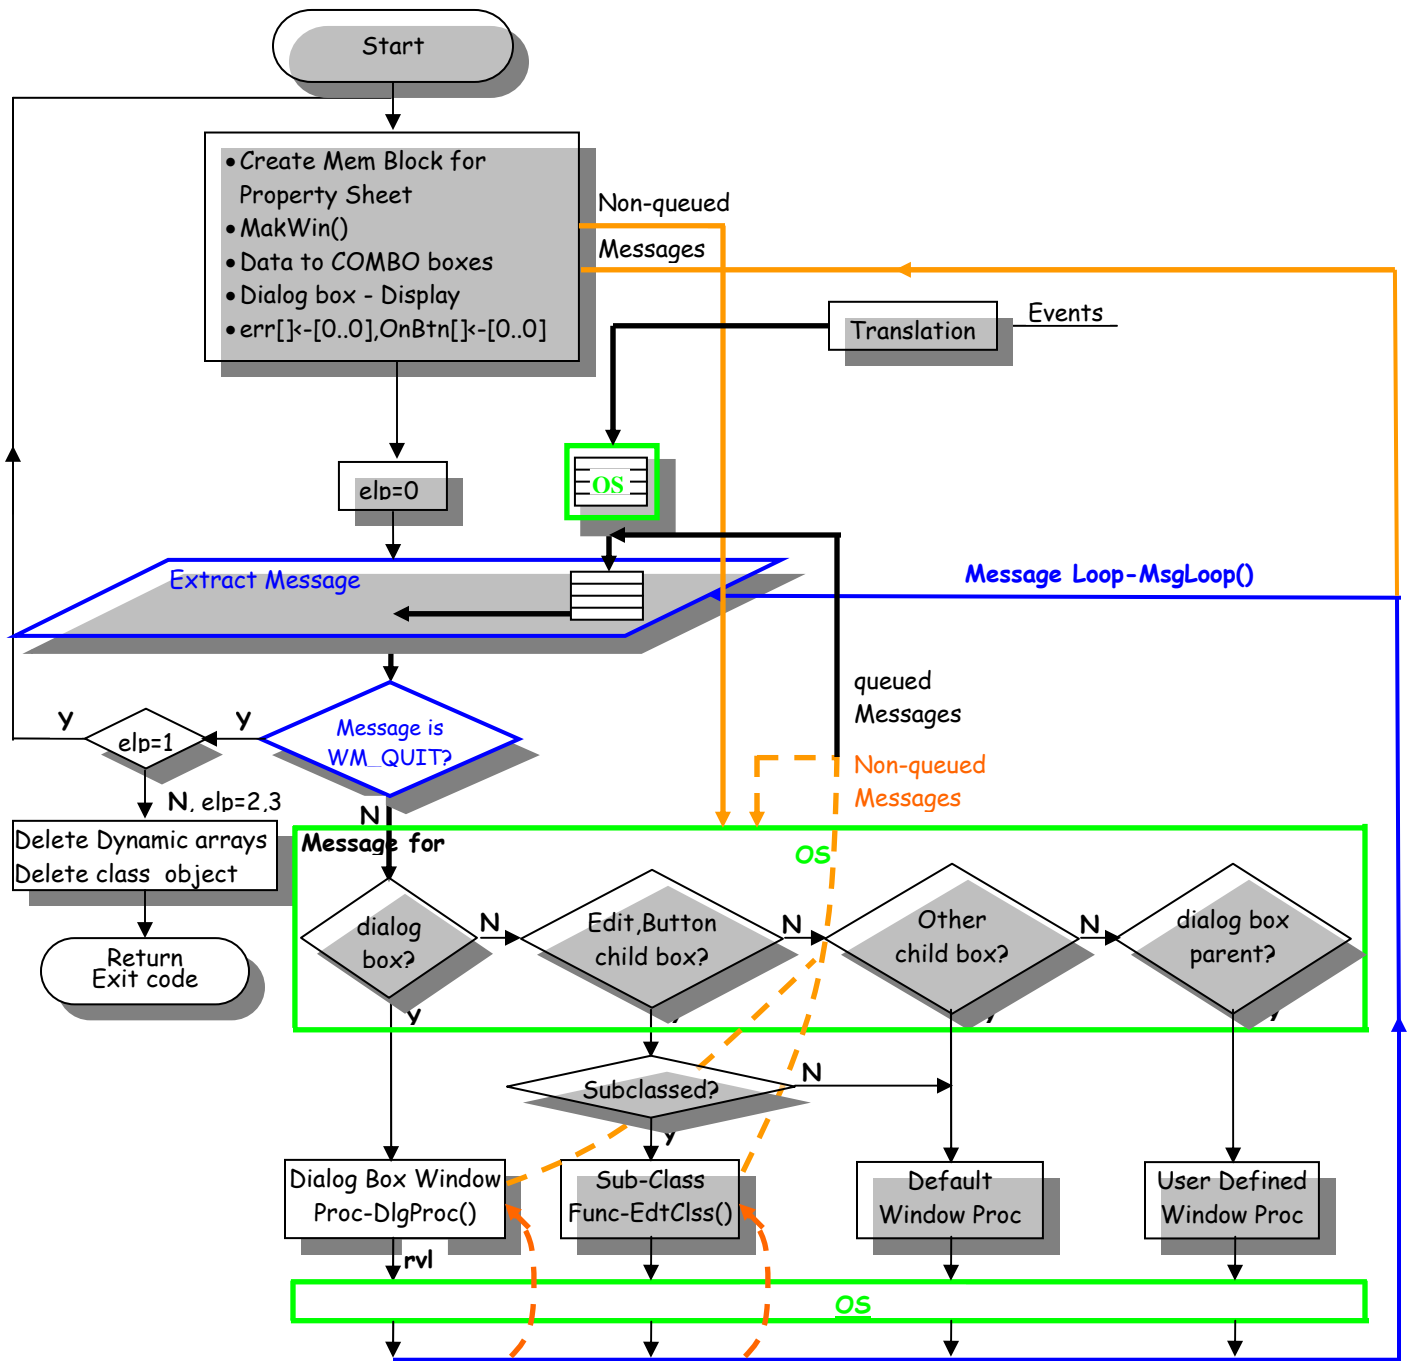 Start
•Create Mem Block for
Property Sheet
•MakWin()
•Data to COMBO boxes
•Dialog box - Display
•err[]<-[0..0],OnBtn[]<-[0..0]
Non-queued
Messages
Events
Translation
elp=0
OS
Extract Message
Message Loop-MsgLoop()
queued
Messages
Non-queued
Messages
Y
elp=1
Y
Message is
WM_QUIT?
N, elp=2,3
N
Delete Dynamic arrays
Delete class object
Return
Exit code
Message for
OS
dialog
box?
N
Edit,Button
child box?
N
Other
child box?
N
dialog box
parent?
Y
Y
Y
Y
Subclassed?
N
Y
Dialog Box Window
Proc-DlgProc()
Sub-Class
Func-EdtClss()
Default
Window Proc
User Defined
Window Proc
rvl
OS